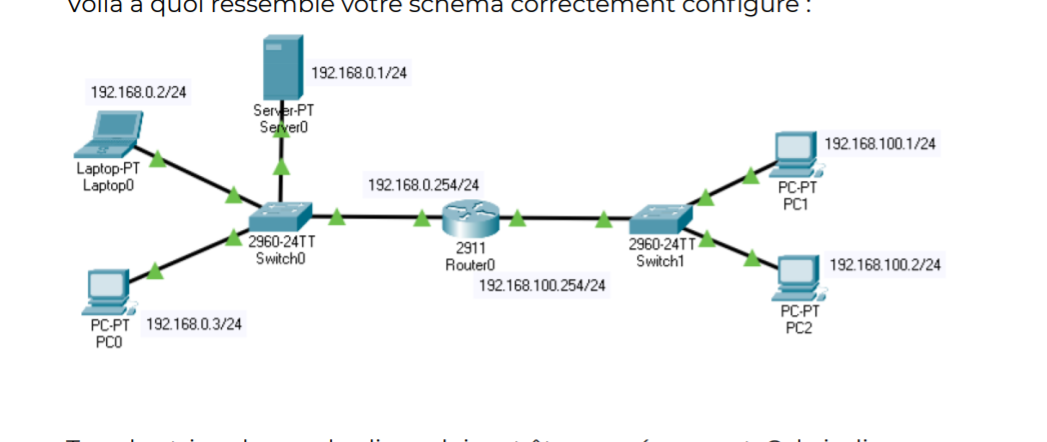 Voilà à quoi ressemble votre schéma correctement configuré :
192.168.0.1/24
192.168.0.2/24
Server-PT
Server0
192.168.100.1/24
Laptop-PT
Laptop0
192.168.0.254/24
PC-PT
PC1
2960-24TT
Switch0
2911
Router0
2960-24TT
Switch1
192.168.100.2/24
192.168.100.254/24
PC-PT
PC0
192.168.0.3/24
PC-PT
PC2